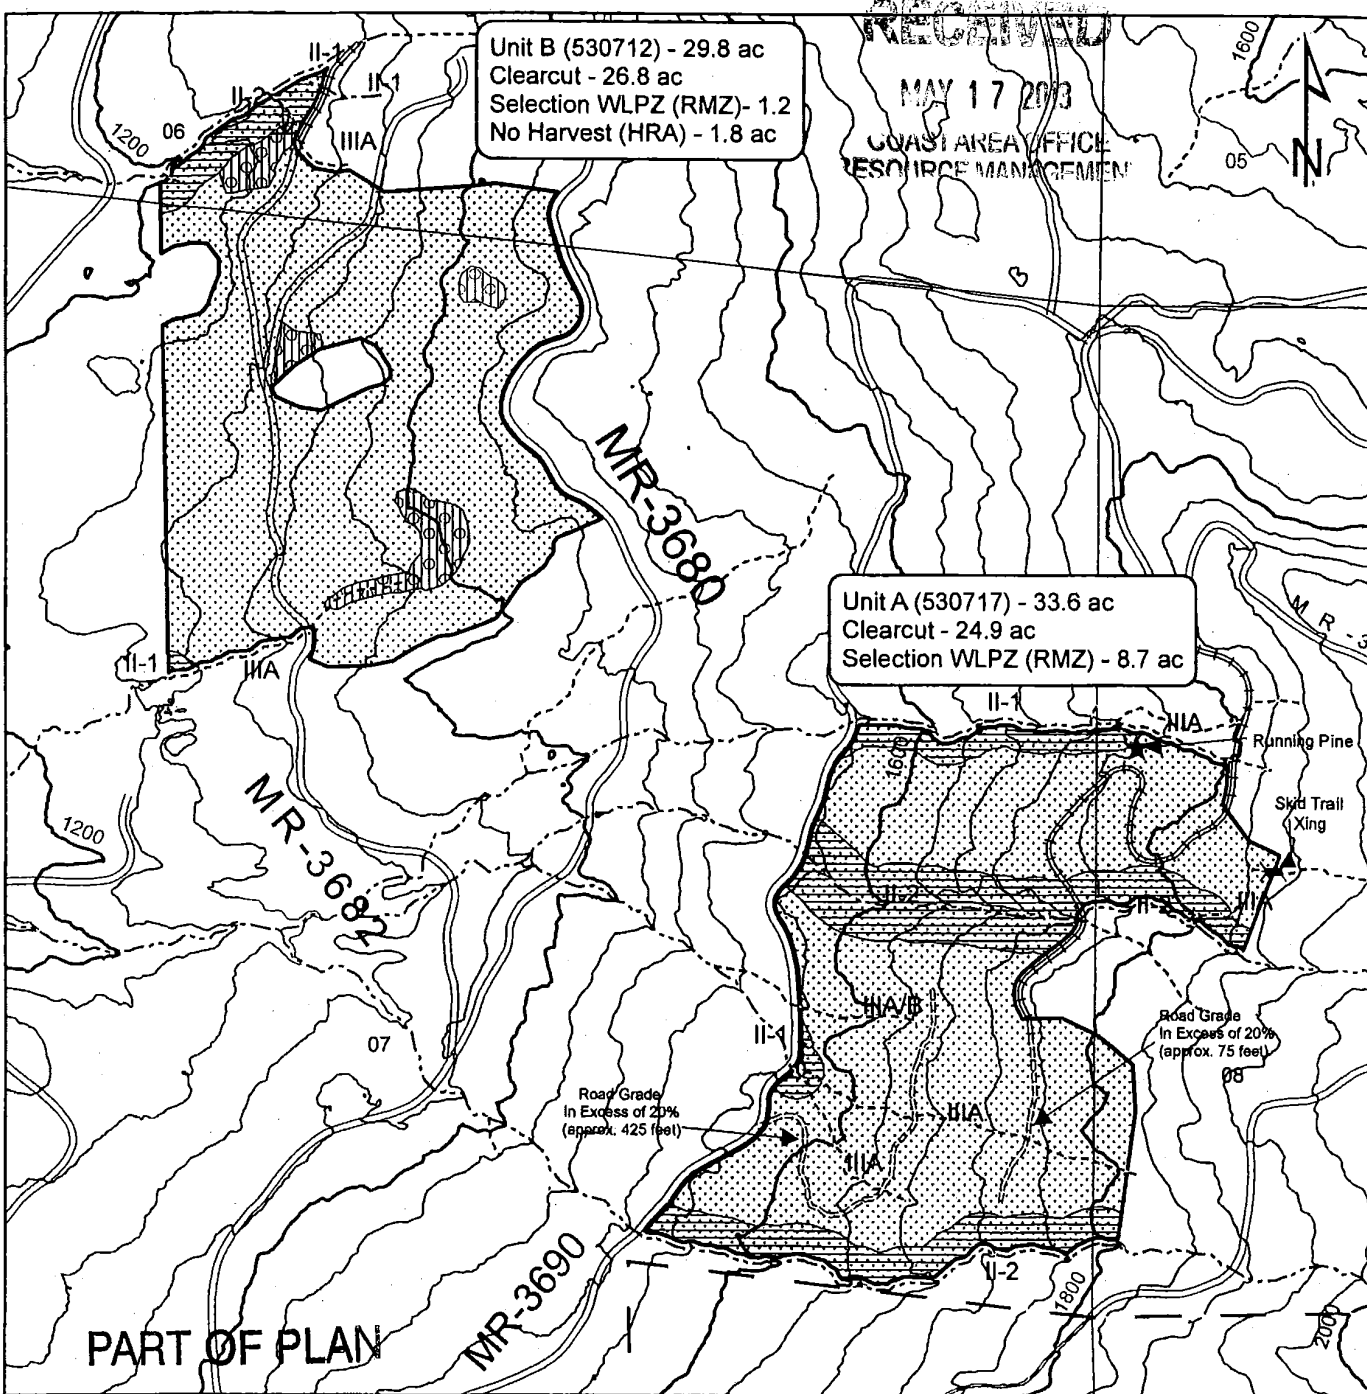 RECEIVED
MAY 17 2013
COAST AREA OFFICE
RESOURCE MANAGEMEN
Unit B (530712) - 29.8 ac
Clearcut - 26.8 ac
Selection WLPZ (RMZ)- 1.2
No Harvest (HRA) - 1.8 ac
1600
N
05
II-1
II-1
II-2
06
1200
IIIA
MR-3680
Unit A (530717) - 33.6 ac
Clearcut - 24.9 ac
Selection WLPZ (RMZ) - 8.7 ac
MR-3
II-1
IIIA
II-1
IIIA
1600
Running Pine
Skid Trail
Xing
MR-3682
1200
II-2
II-2
IIIA
IIIA/B
II-1
07
Road Grade
In Excess of 20%
(approx. 75 feet)
08
Road Grade
In Excess of 20%
(approx. 425 feet)
IIIA
IIIA
II-2
1800
2000
MR-3690
PART OF PLAN